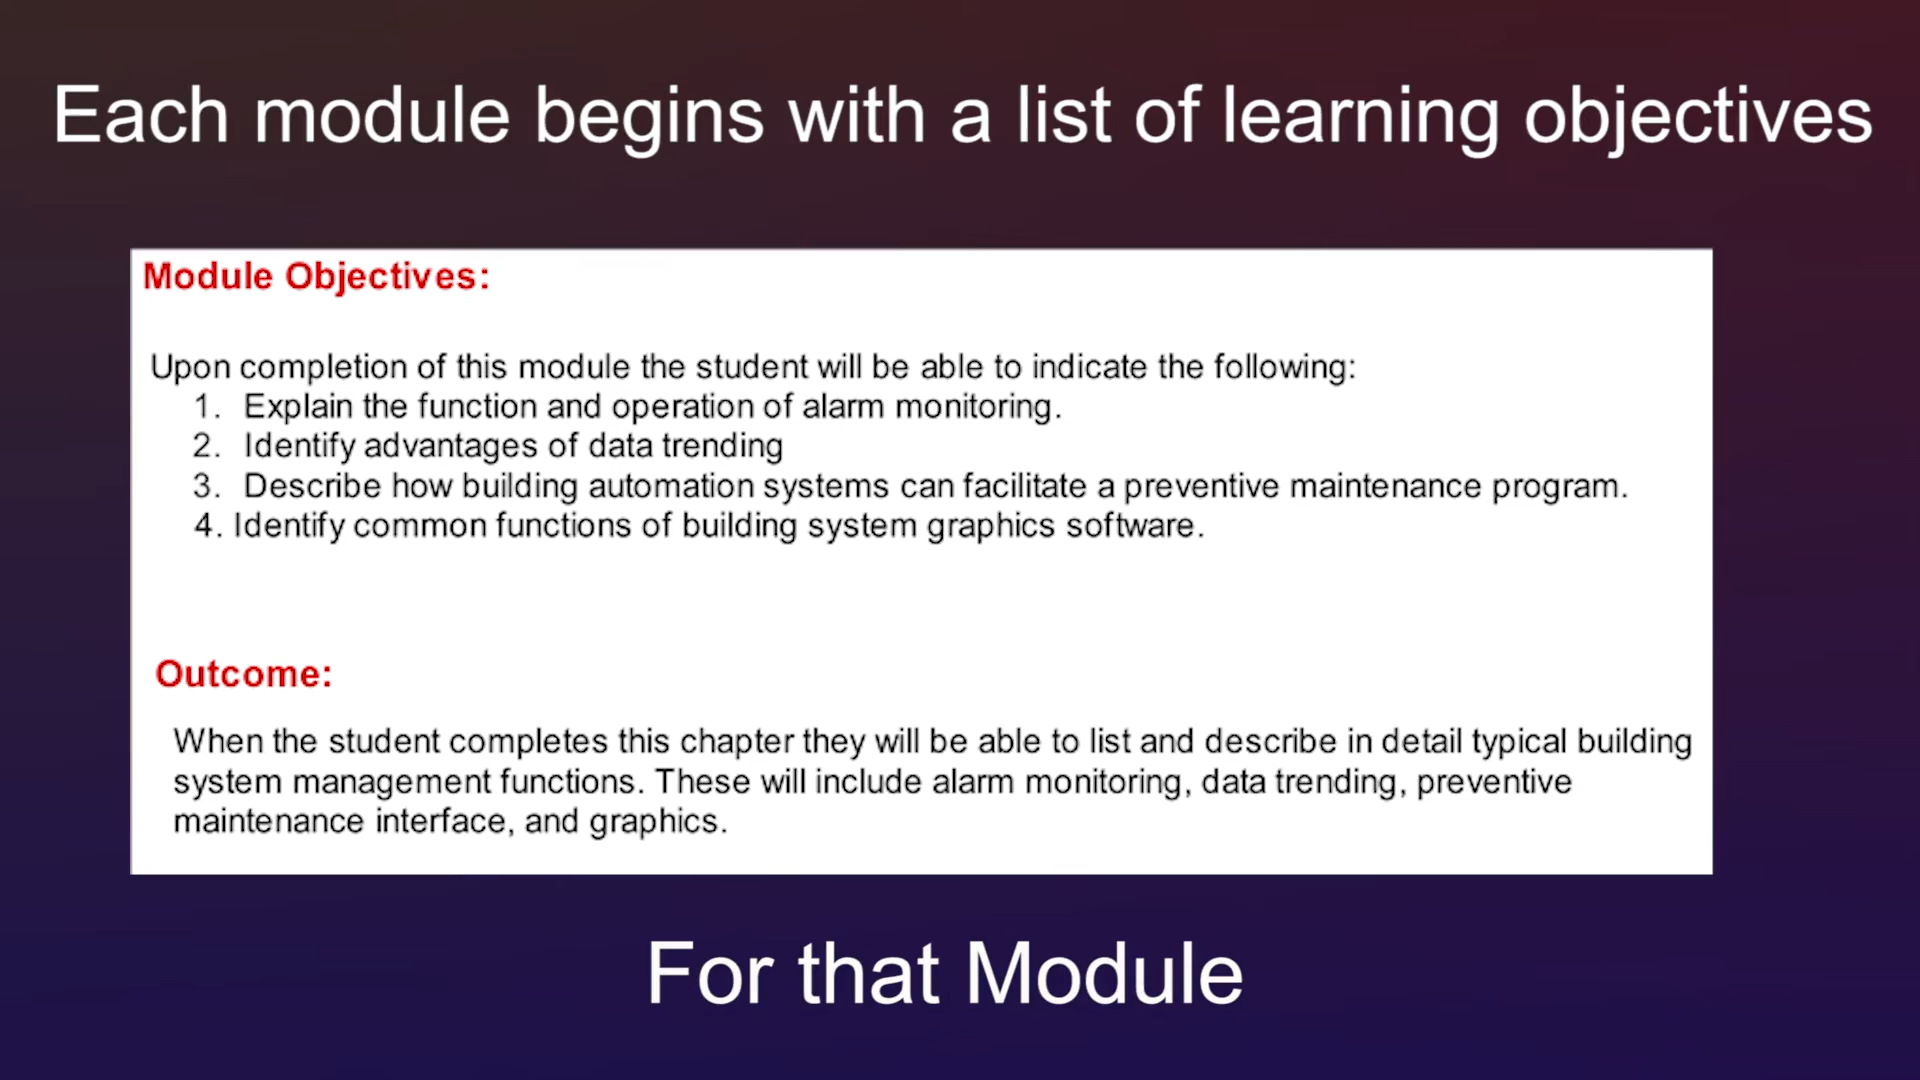 Each module begins with a list of learning objectives
Module Objectives:
Upon completion of this module the student will be able to indicate the following:
1. Explain the function and operation of alarm monitoring.
2. Identify advantages of data trending
3. Describe how building automation systems can facilitate a preventive maintenance program.
4. Identify common functions of building system graphics software.
Outcome:
When the student completes this chapter they will be able to list and describe in detail typical building
system management functions. These will include alarm monitoring, data trending, preventive
maintenance interface, and graphics.
For that Module